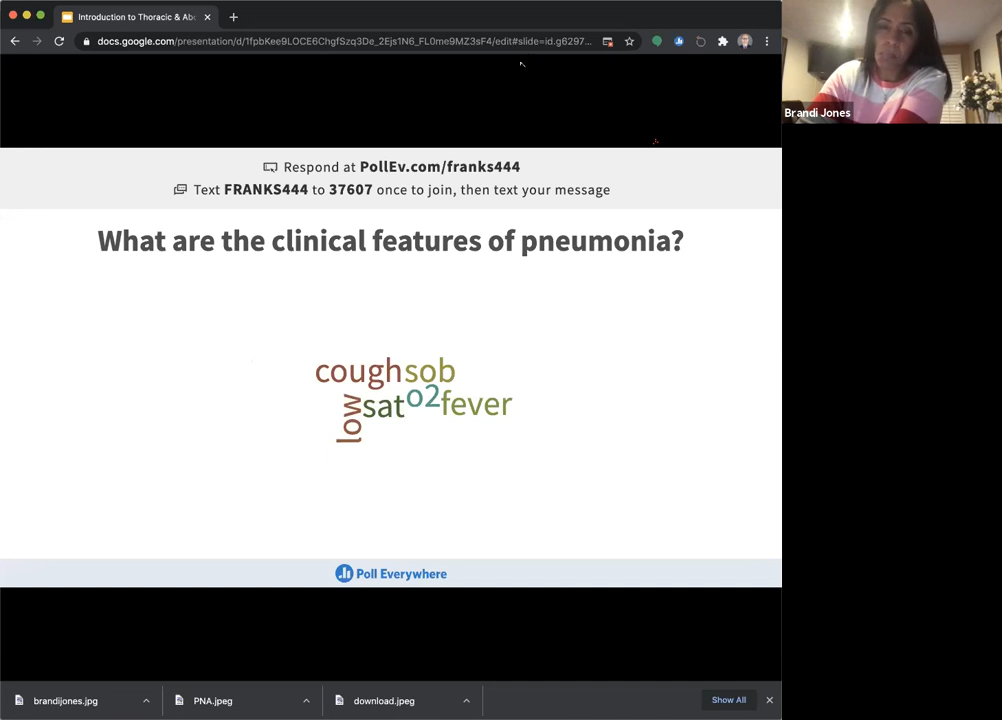 Introduction to Thoracic & Abd
docs.google.com/presentation/d/1fpbKee9LOCE6ChgfSzq3De_2Ejs1N6_FL0me9MZ3sF4/edit#slide=id.g6297...
Brandi Jones
Respond at PollEv.com/franks444
Text FRANKS444 to 37607 once to join, then text your message
What are the clinical features of pneumonia?
cough sob
low sat o2 fever
Poll Everywhere
brandijones.jpg
PNA.jpeg
download.jpeg
Show All